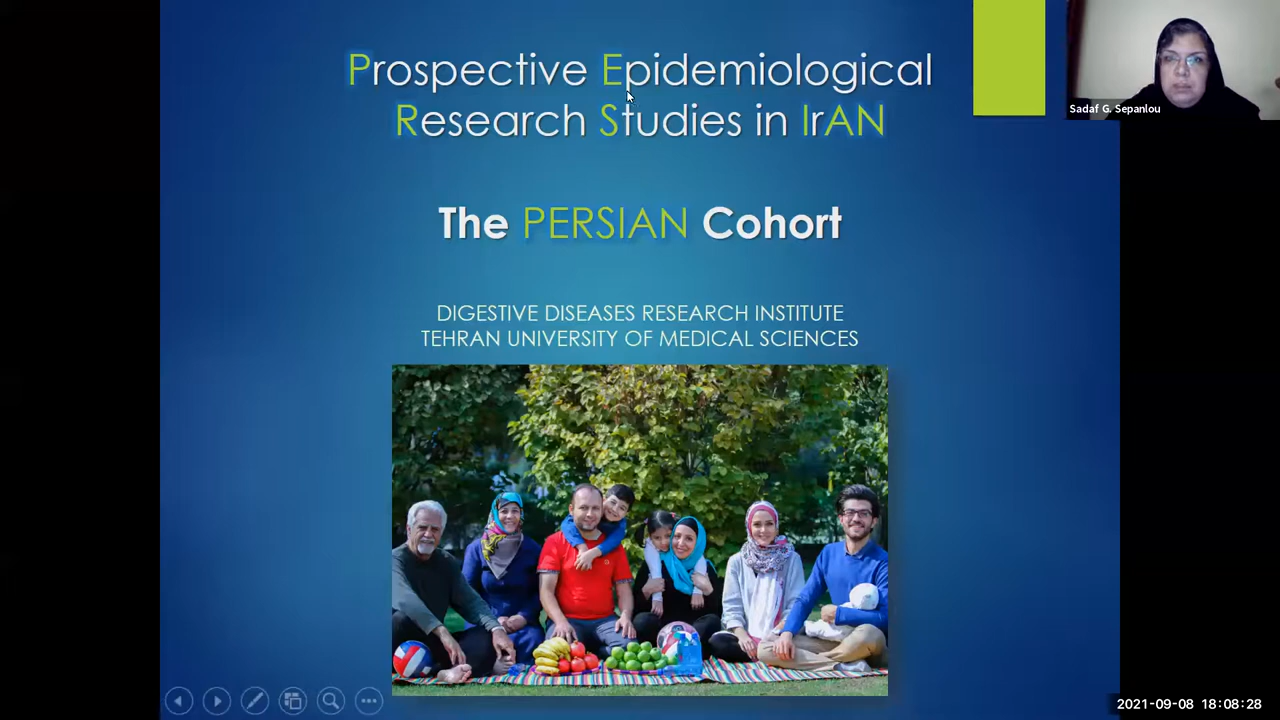 Prospective Epidemiological
Research Studies in IrAN
The PERSIAN Cohort
DIGESTIVE DISEASES RESEARCH INSTITUTE
TEHRAN UNIVERSITY OF MEDICAL SCIENCES
Sadaf G. Sepanlou
2021-09-08 18:08:28